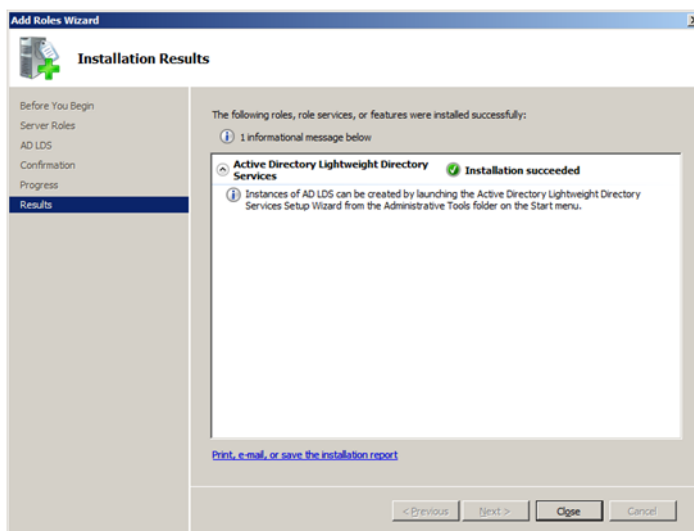 Add Roles Wizard
Installation Results
Before You Begin
Server Roles
AD LDS
Confirmation
Progress
Results
The following roles, role services, or features were installed successfully:
1 informational message below
Active Directory Lightweight Directory
Services
Installation succeeded
Instances of AD LDS can be created by launching the Active Directory Lightweight Directory
Services Setup Wizard from the Administrative Tools folder on the Start menu.
Print, e-mail, or save the installation report
< Previous
Next >
Close
Cancel